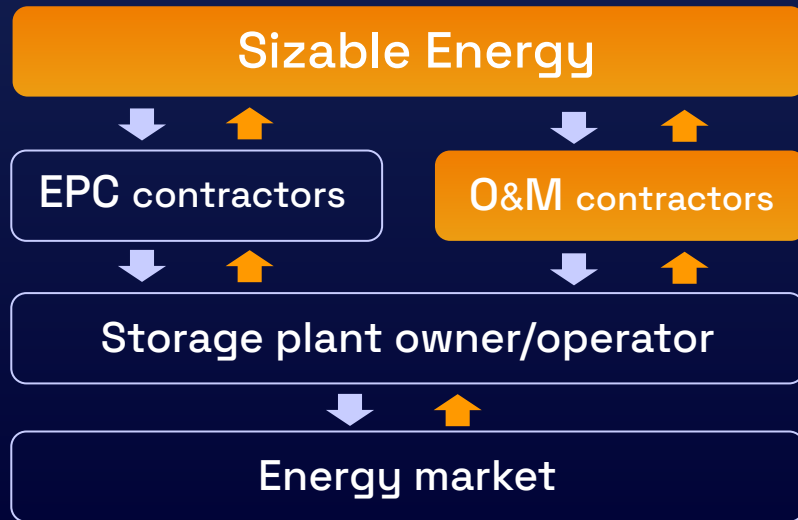 Sizable Energy
EPC contractors
O&M contractors
Storage plant owner/operator
Energy market